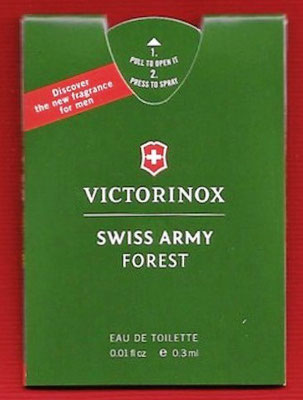 1.
PULL TO OPEN IT
2.
PRESS TO SPRAY
Discover
the new fragrance
for men
VICTORINOX
SWISS ARMY
FOREST
EAU DE TOILETTE
0.01 fl oz e 0.3 ml